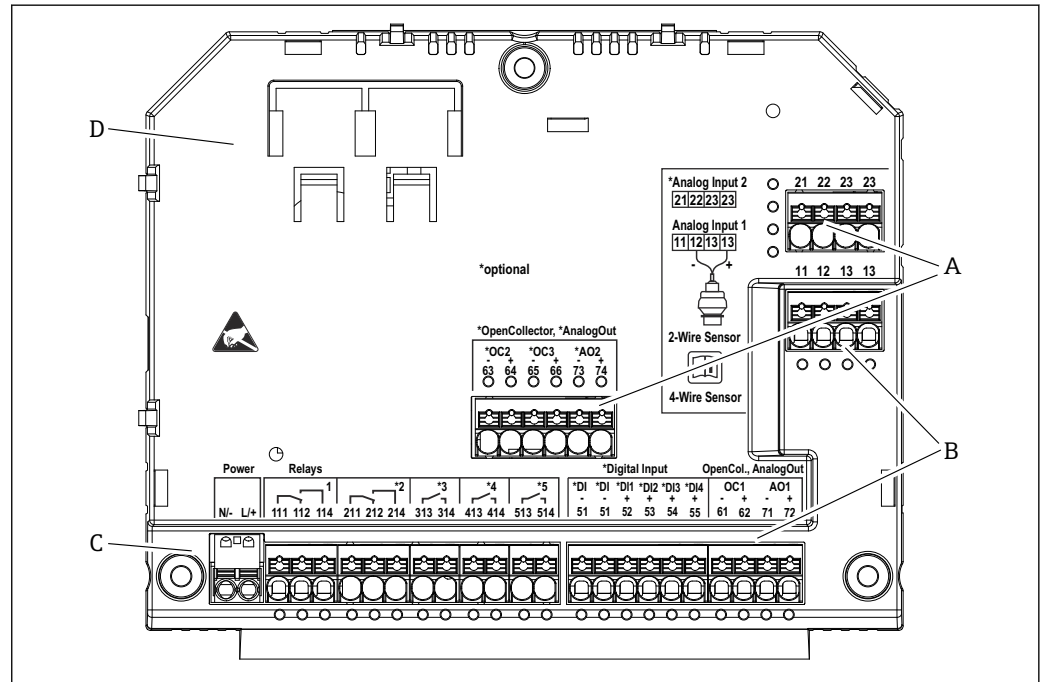 D
*Analog Input 2
21 22 23 23
21 22 23 23
Analog Input 1
11 12 13 13
- +
11 12 13 13
A
*optional
2-Wire Sensor
4-Wire Sensor
*OpenCollector, *AnalogOut
*OC2 *OC3 *AO2
- + - + - +
63 64 65 66 73 74
B
Power Relays *Digital Input OpenCol., AnalogOut
1 *2 *3 *4 *5
*DI *DI *DI1 *DI2 *DI3 *DI4 OC1 AO1
- - + + + + - + - +
N/- L/+ 111 112 114 211 212 214 313 314 413 414 513 514 51 51 52 53 54 55 61 62 71 72
C